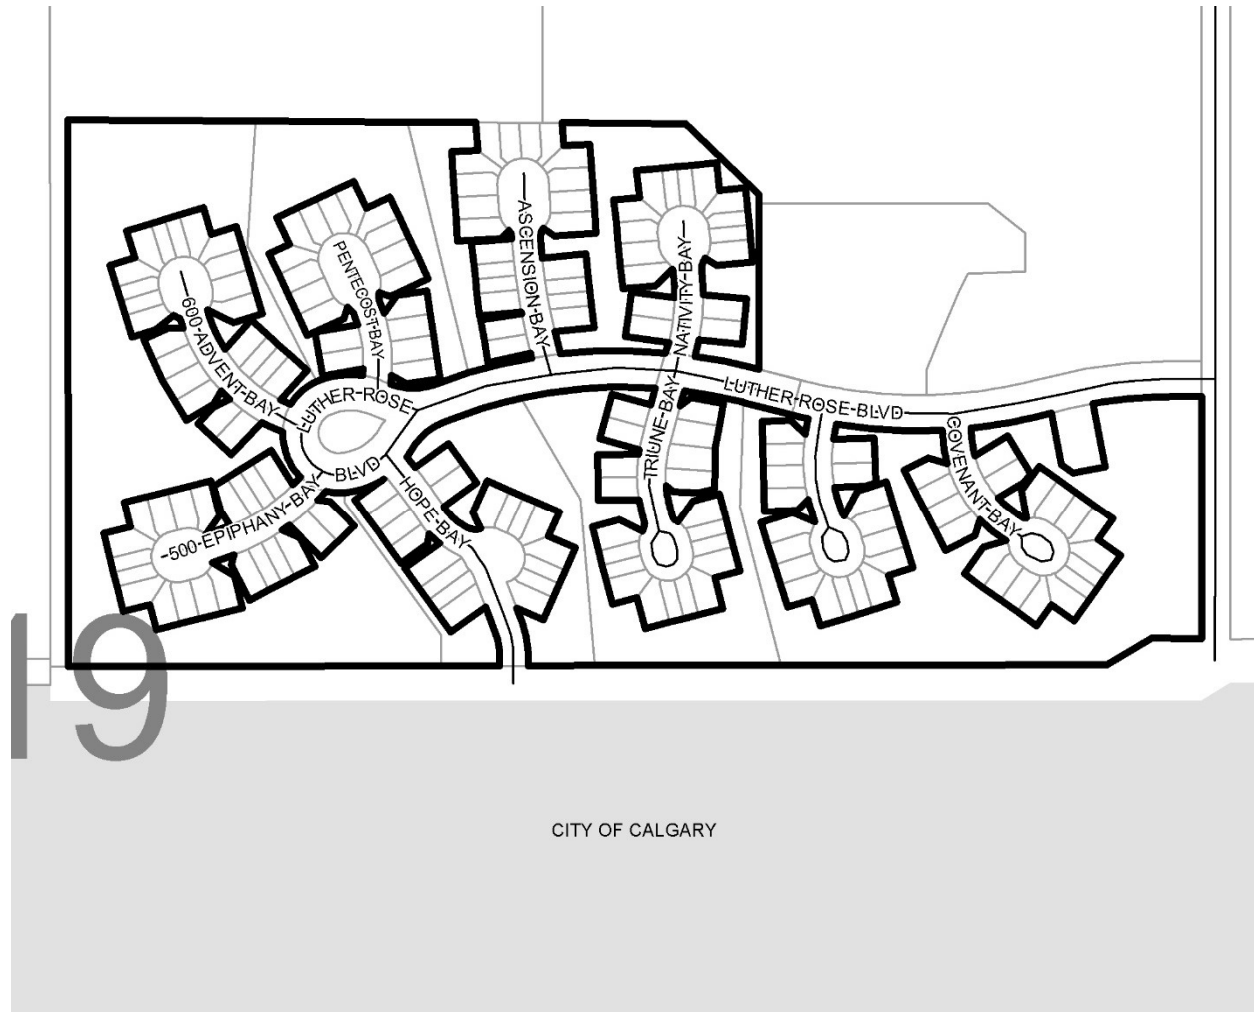 ASCENSION BAY
NATIVITY BAY
PENTECOST BAY
600 ADVENT BAY
LUTHER ROSE
BLVD
LUTHER ROSE BLVD
TRIUNE BAY
COVENANT BAY
HOPE BAY
500 EPIPHANY BAY
19
CITY OF CALGARY